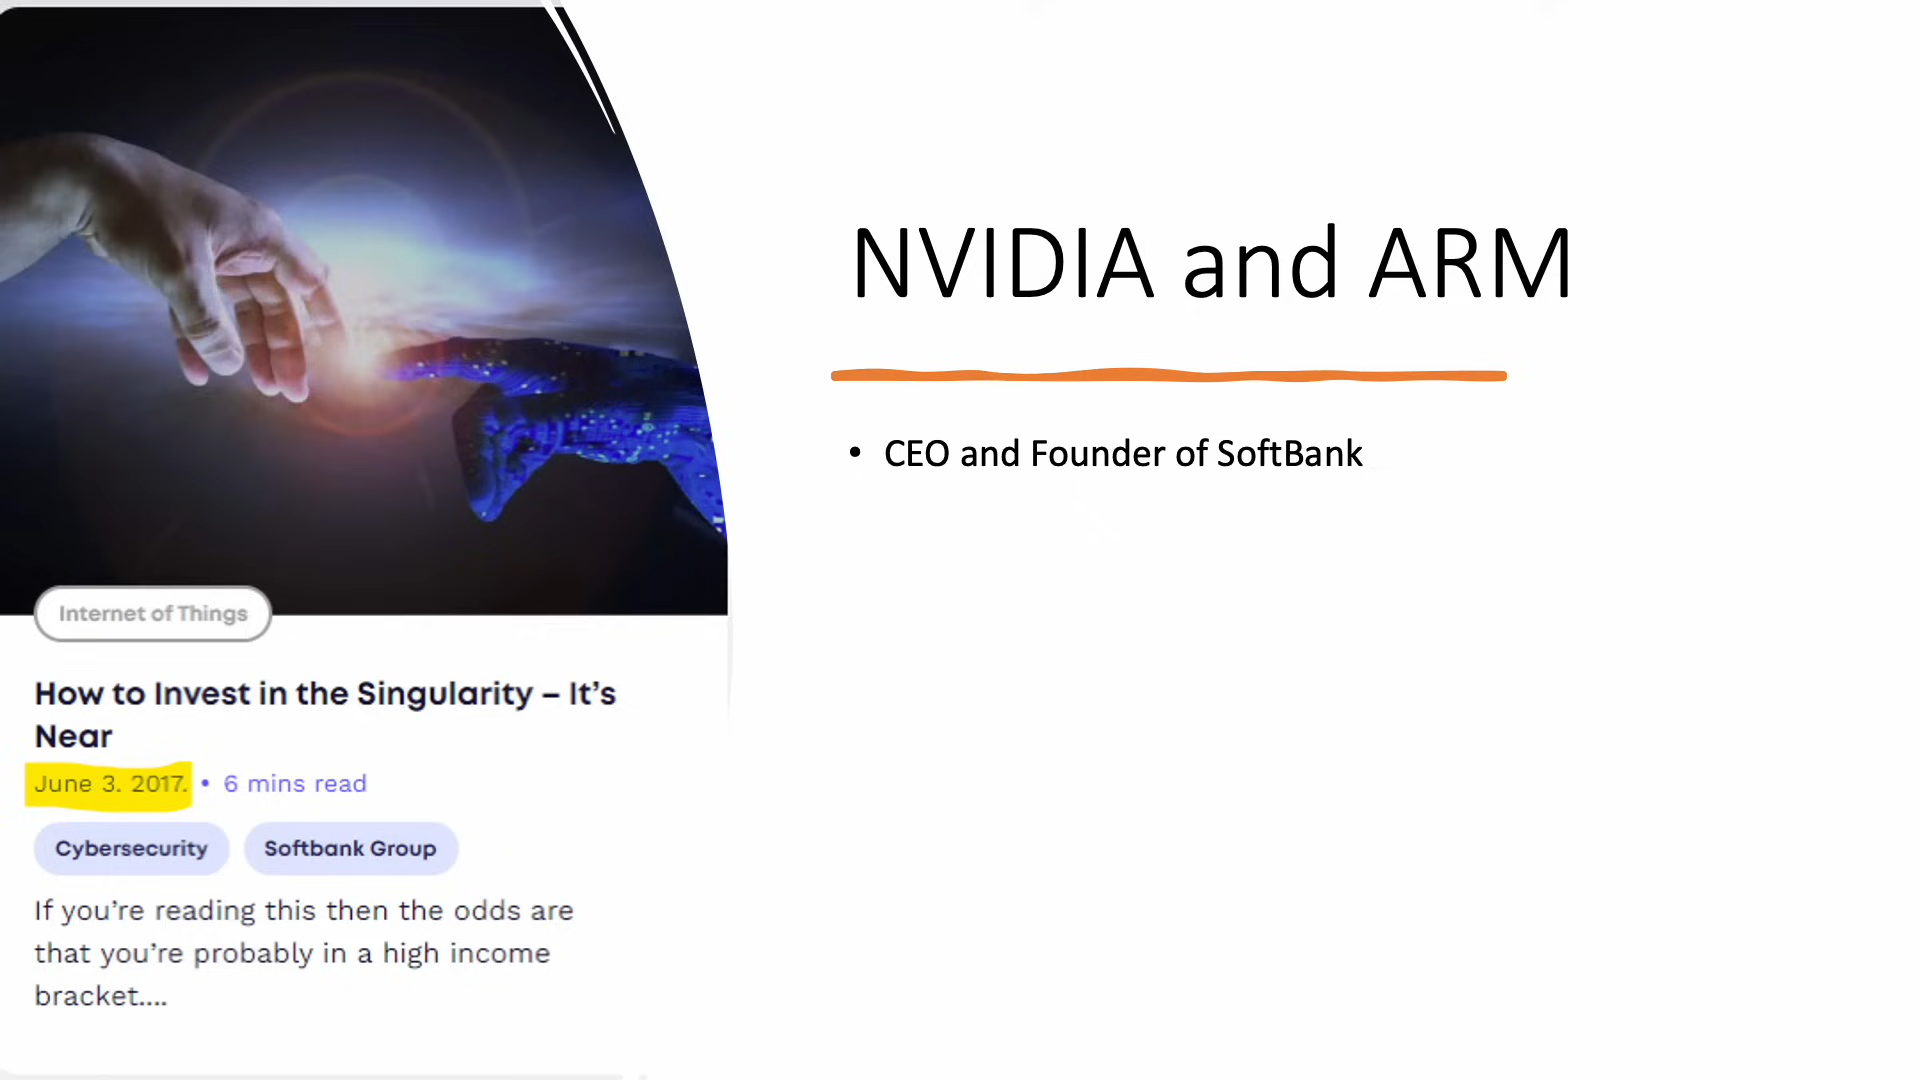 NVIDIA and ARM
• CEO and Founder of SoftBank
Internet of Things
How to Invest in the Singularity – It’s
Near
June 3. 2017. • 6 mins read
Cybersecurity Softbank Group
If you’re reading this then the odds are
that you’re probably in a high income
bracket....